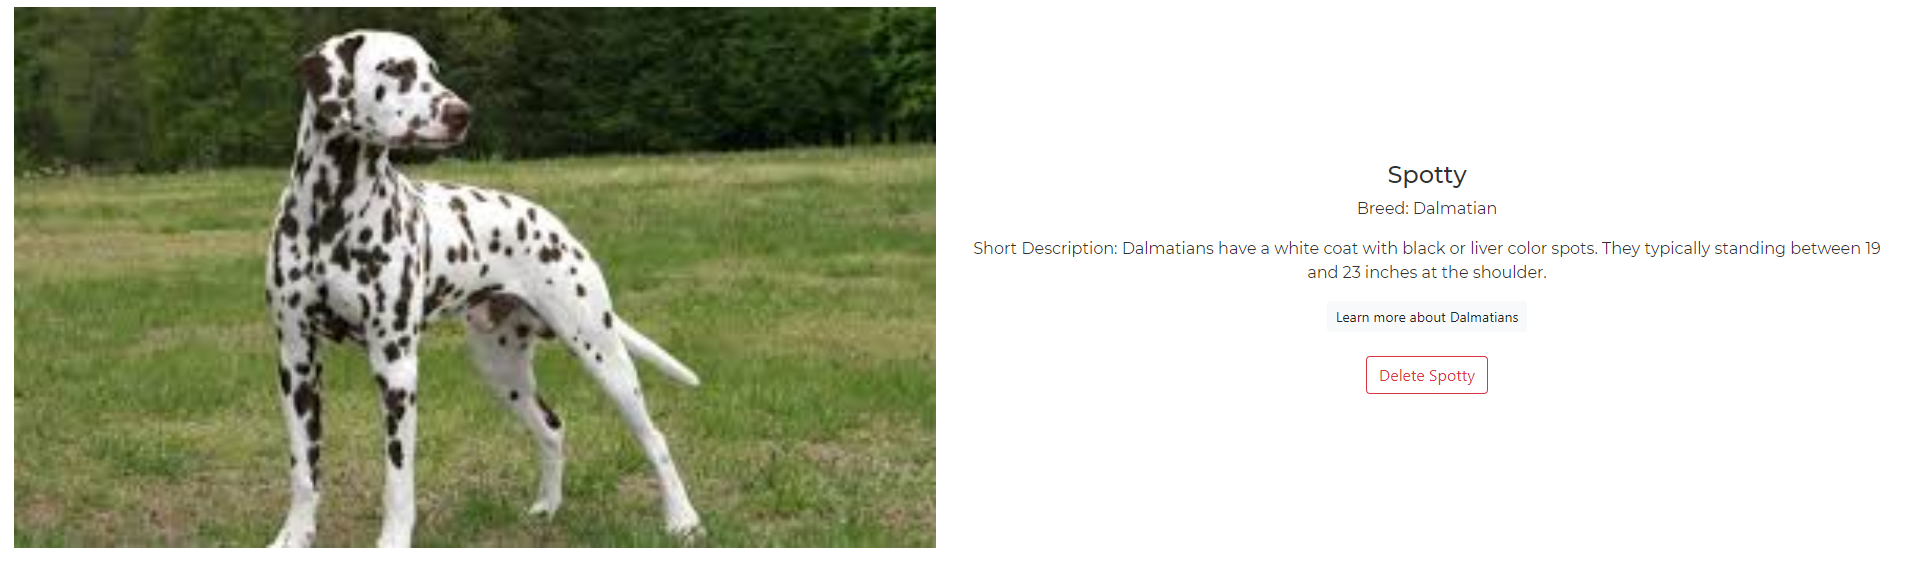 Spotty
Breed: Dalmatian
Short Description: Dalmatians have a white coat with black or liver color spots. They typically standing between 19
and 23 inches at the shoulder.
Learn more about Dalmatians
Delete Spotty